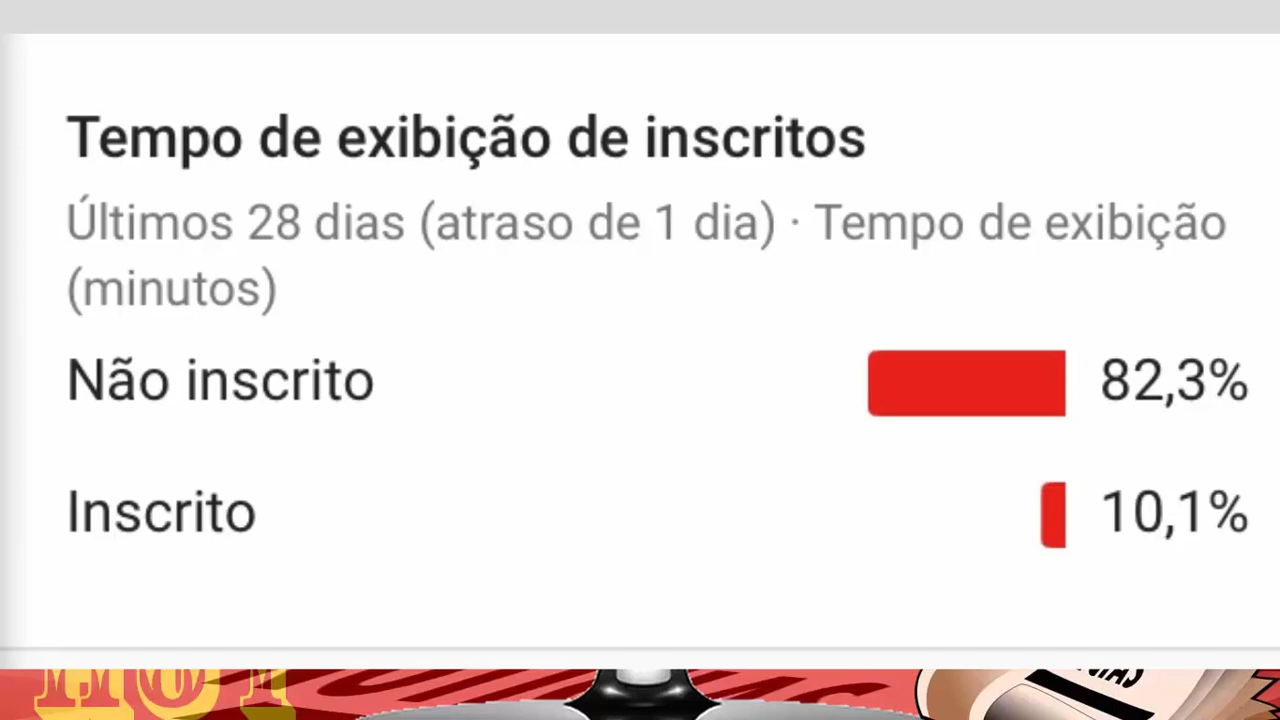 Tempo de exibição de inscritos
Últimos 28 dias (atraso de 1 dia) · Tempo de exibição
(minutos)
Não inscrito 82,3%
Inscrito 10,1%